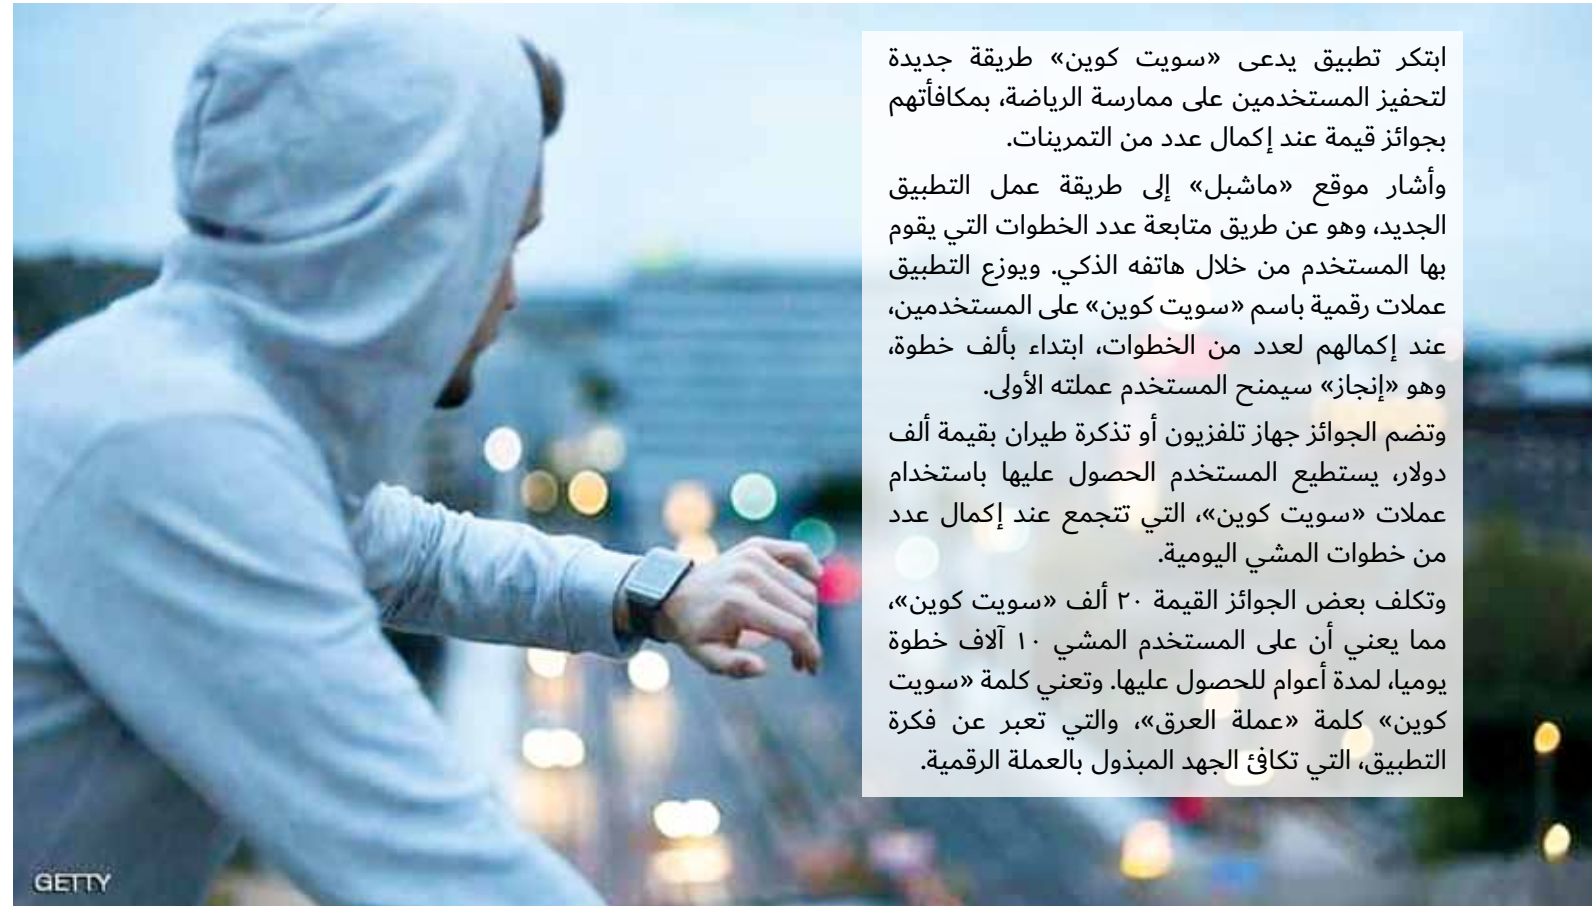 ابتكر تطبيق يدعى «سويت كوين» طريقة جديدة
لتحفيز المستخدمين على ممارسة الرياضة، بمكافأتهم
بجوائز قيمة عند إكمال عدد من التمرينات.
وأشار موقع «ماشبل» إلى طريقة عمل التطبيق
الجديد، وهو عن طريق متابعة عدد الخطوات التي يقوم
بها المستخدم من خلال هاتفه الذكي. ويوزع التطبيق
عملات رقمية باسم «سويت كوين» على المستخدمين،
عند إكمالهم لعدد من الخطوات، ابتداء بألف خطوة،
وهو «إنجاز» سيمنح المستخدم عملته الأولى.
وتضم الجوائز جهاز تلفزيون أو تذكرة طيران بقيمة ألف
دولار، يستطيع المستخدم الحصول عليها باستخدام
عملات «سويت كوين»، التي تتجمع عند إكمال عدد
من خطوات المشي اليومية.
وتكلف بعض الجوائز القيمة ٢٠ ألف «سويت كوين»،
مما يعني أن على المستخدم المشي ١٠ آلاف خطوة
يوميا، لمدة أعوام للحصول عليها. وتعني كلمة «سويت
كوين» كلمة «عملة العرق»، والتي تعبر عن فكرة
التطبيق، التي تكافئ الجهد المبذول بالعملة الرقمية.
GETTY